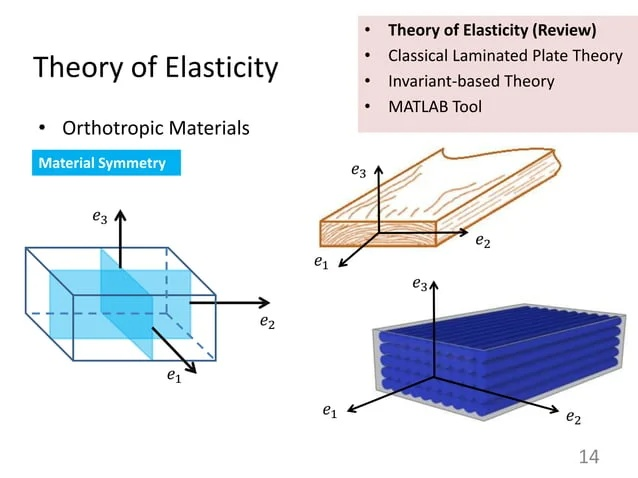 Theory of Elasticity
• Theory of Elasticity (Review)
• Classical Laminated Plate Theory
• Invariant-based Theory
• MATLAB Tool
• Orthotropic Materials
Material Symmetry
e₃
e₂
e₁
e₃
e₂
e₁
e₃
e₁
e₂
14